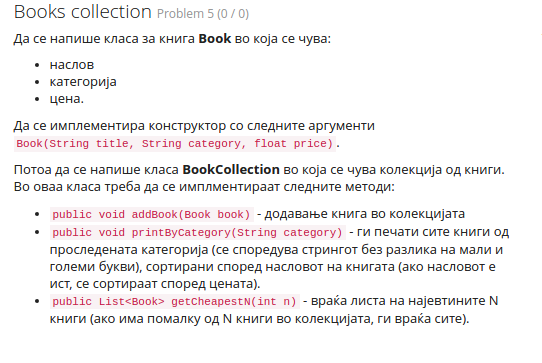 Books collection Problem 5 (0 / 0)
Да се напише класа за книга Book во која се чува:
• наслов
• категорија
• цена.
Да се имплементира конструктор со следните аргументи
Book(String title, String category, float price).
Потоа да се напише класа BookCollection во која се чува колекција од книги.
Во оваа класа треба да се имплментираат следните методи:
• public void addBook(Book book) - додавање книга во колекцијата
• public void printByCategory(String category) - ги печати сите книги од
проследената категорија (се споредува стрингот без разлика на мали и
големи букви), сортирани според насловот на книгата (ако насловот е
ист, се сортираат според цената).
• public List<Book> getCheapestN(int n) - враќа листа на најевтините N
книги (ако има помалку од N книги во колекцијата, ги враќа сите).